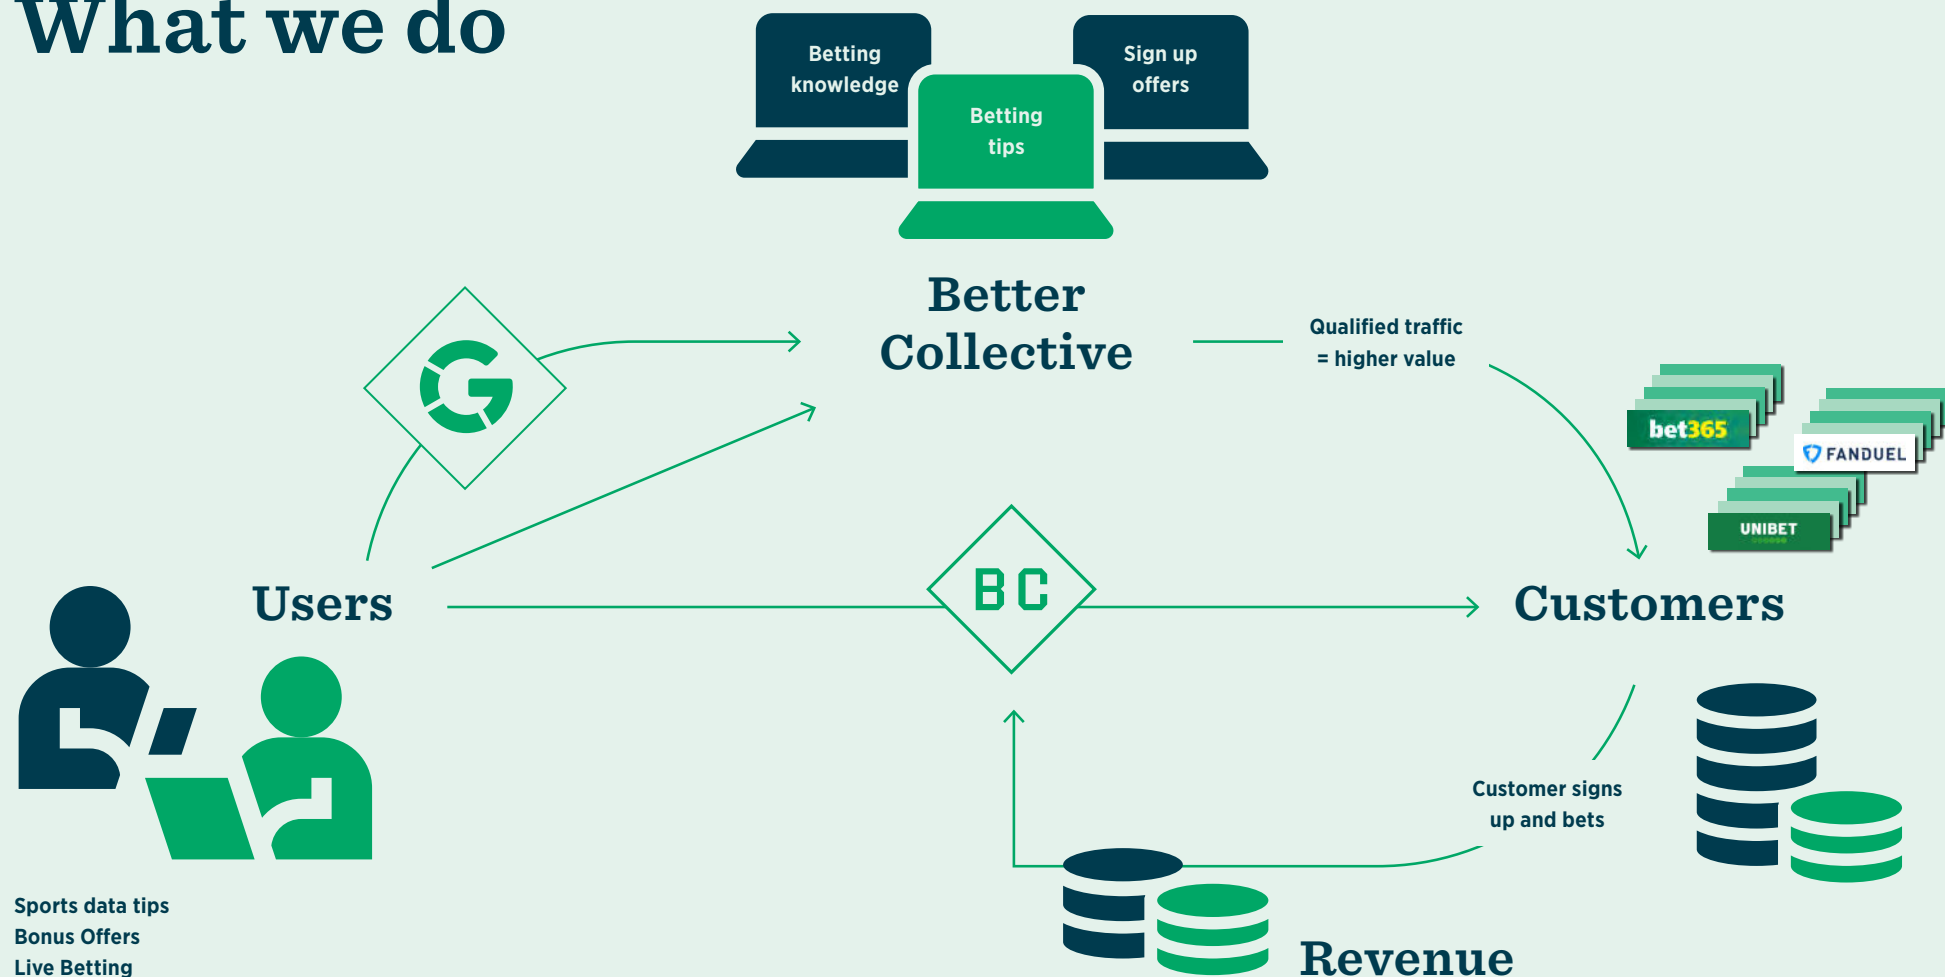 What we do
Betting
knowledge
Betting
tips
Sign up
offers
Better
Collective
Qualified traffic
= higher value
G
bet365
FANDUEL
UNIBET
Users
BC
Customers
Customer signs
up and bets
Sports data tips
Bonus Offers
Live Betting
Revenue